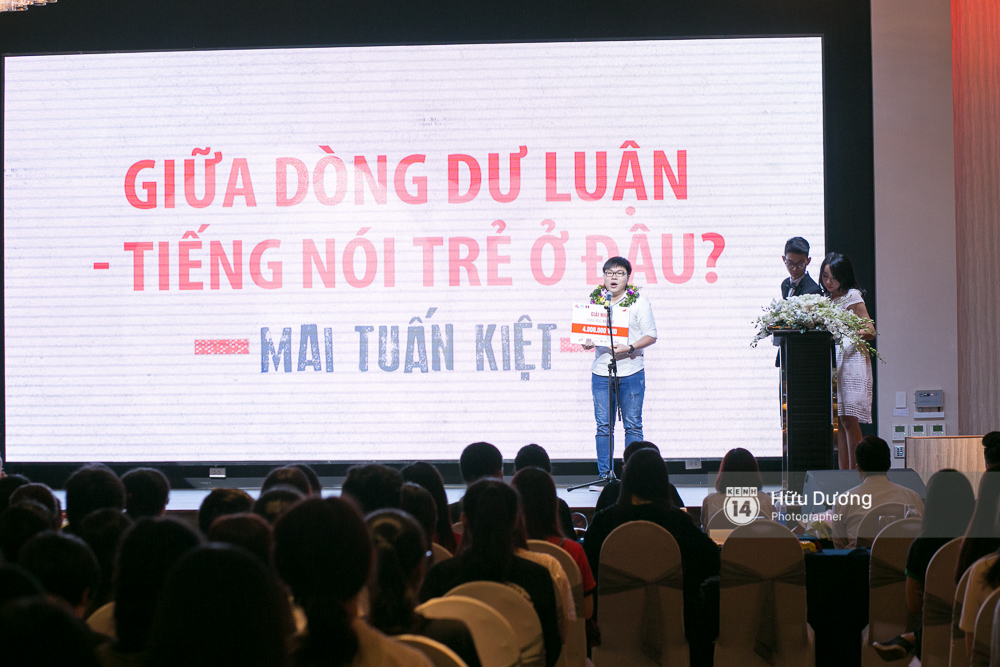 GIỮA DÒNG DƯ LUẬN
- TIẾNG NÓI TRẺ Ở ĐÂU?
MAI TUẤN KIỆT
GIẢI
4.000.000
KENH
14
Hữu Dương
Photographer